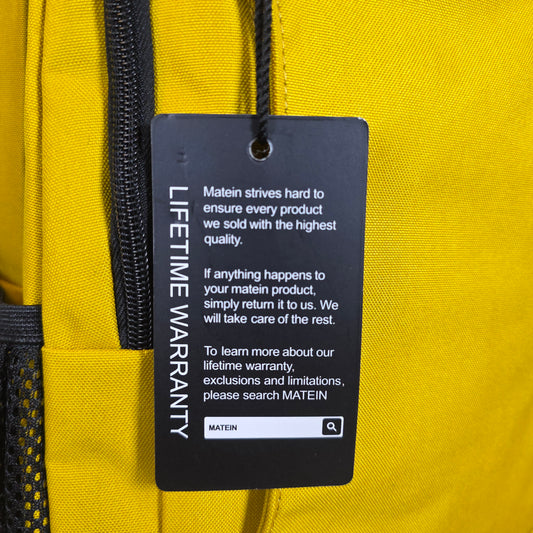 LIFETIME WARRANTY
Matein strives hard to
ensure every product
we sold with the highest
quality.
If anything happens to
your matein product,
simply return it to us. We
will take care of the rest.
To learn more about our
lifetime warranty,
exclusions and limitations,
please search MATEIN
MATEIN